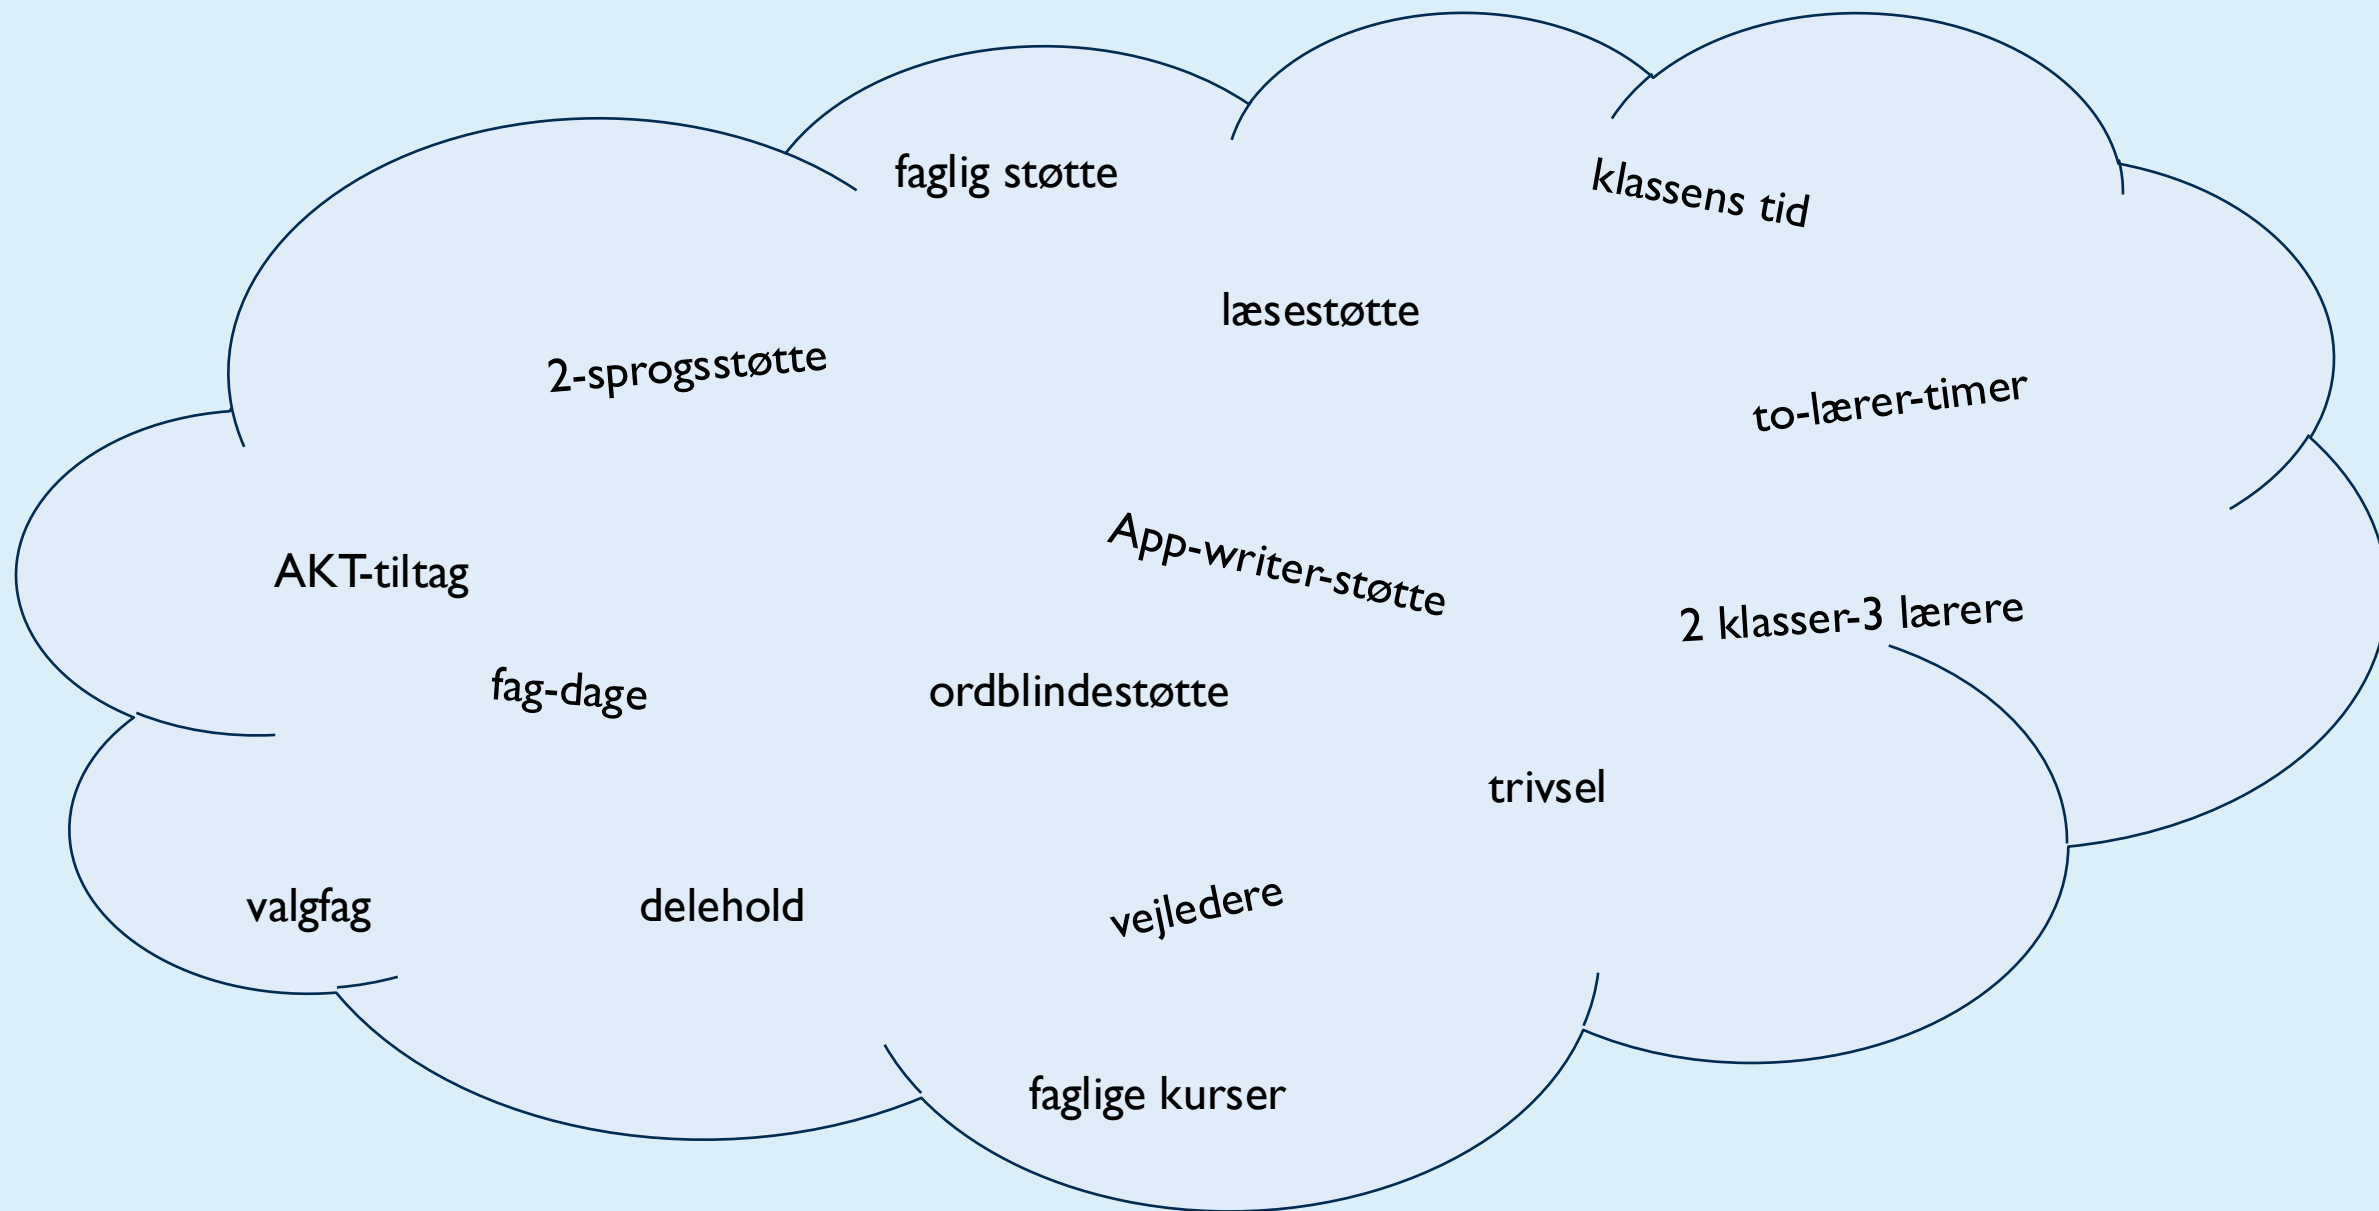 faglig støtte
klassens tid
læsestøtte
2-sprogsstøtte
to-lærer-timer
App-writer-støtte
AKT-tiltag
2 klasser-3 lærere
fag-dage
ordblindestøtte
trivsel
valgfag
delehold
vejledere
faglige kurser